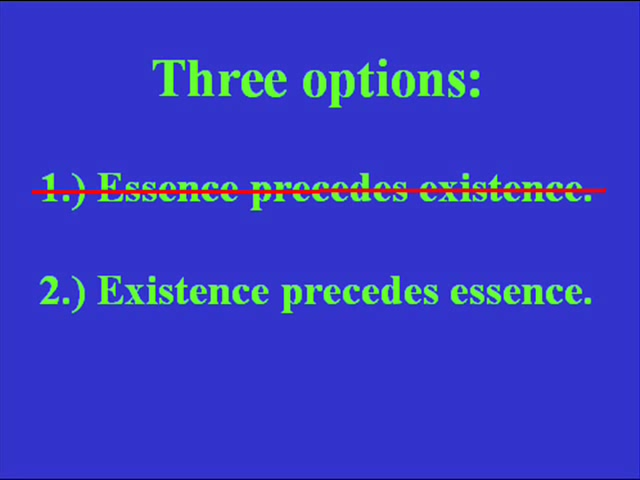 Three options:
1.) Essence precedes existence.
2.) Existence precedes essence.